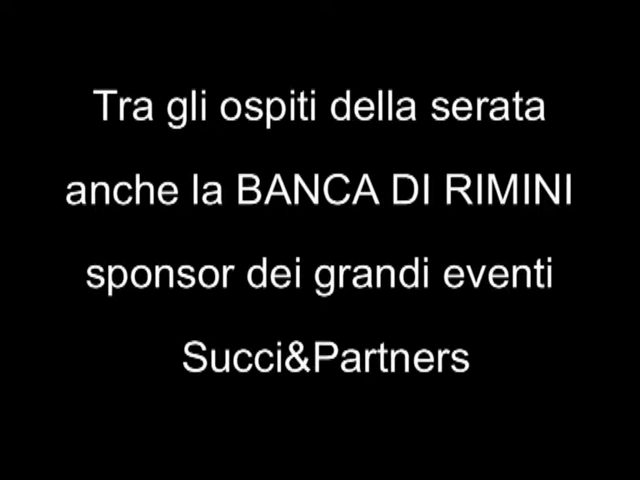 Tra gli ospiti della serata
anche la BANCA DI RIMINI
sponsor dei grandi eventi
Succi&Partners